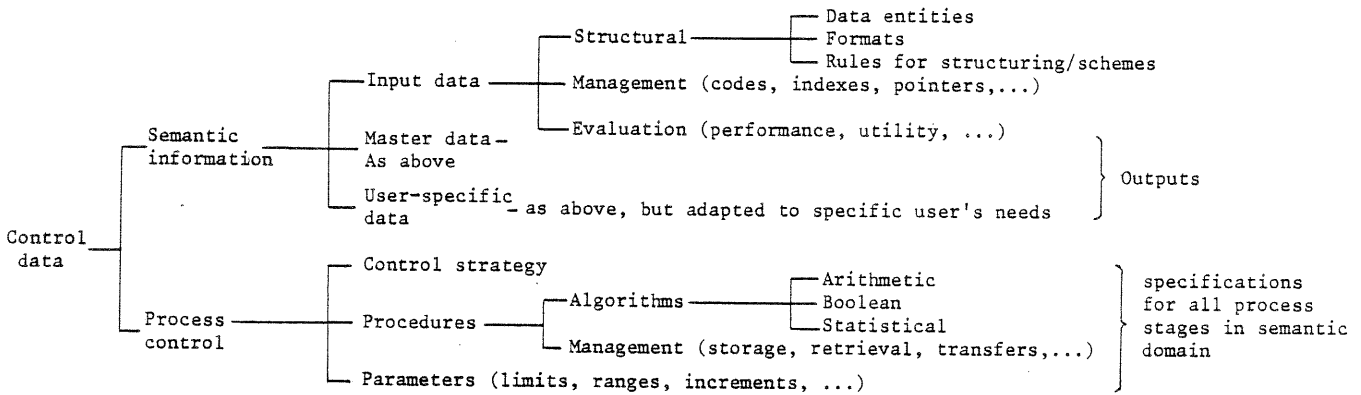 Data entities
Structural
Formats
Rules for structuring/schemes
Input data
Management (codes, indexes, pointers,...)
Semantic
information
Evaluation (performance, utility, ...)
Master data-
As above
Outputs
User-specific
data
- as above, but adapted to specific user's needs
Control
data
Control strategy
Process
control
Procedures
Algorithms
Arithmetic
Boolean
Statistical
Management (storage, retrieval, transfers,...)
Parameters (limits, ranges, increments, ...)
specifications
for all process
stages in semantic
domain